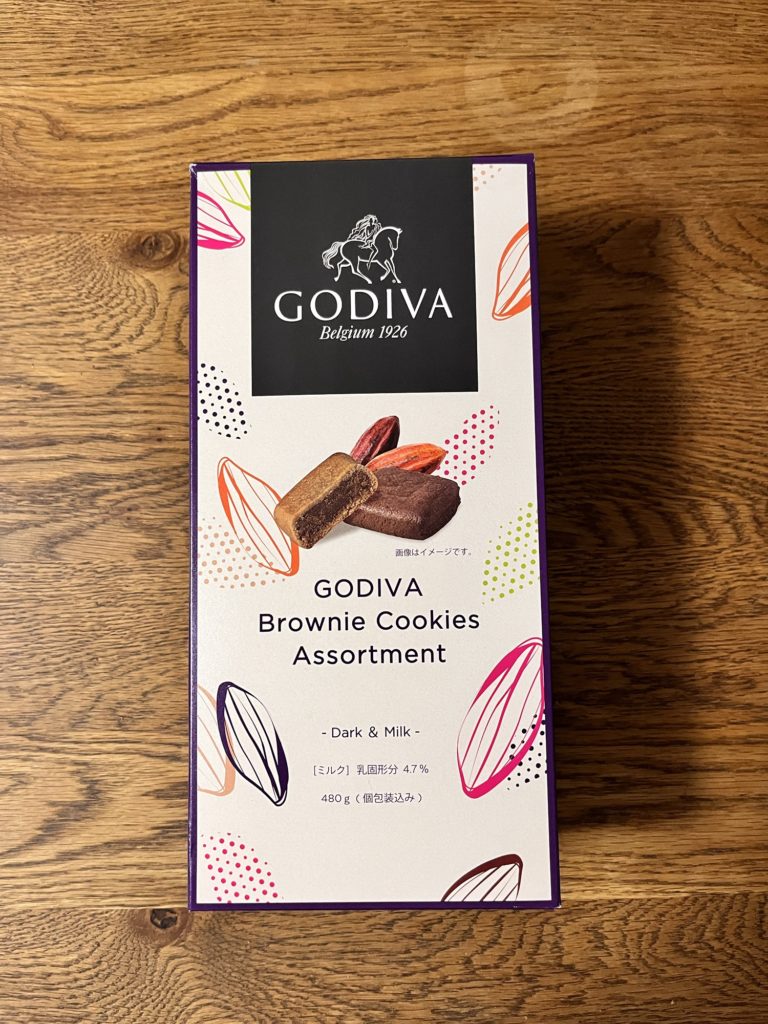 GODIVA
Belgium 1926
画像はイメージです。
GODIVA
Brownie Cookies
Assortment
- Dark & Milk -
[ミルク] 乳固形分 4.7%
480g(個包装込み)